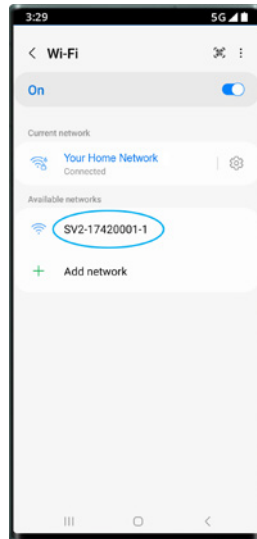 3:29 5G
Wi-Fi
On
Current network
Your Home Network
Connected
Available networks
SV2-17420001-1
Add network